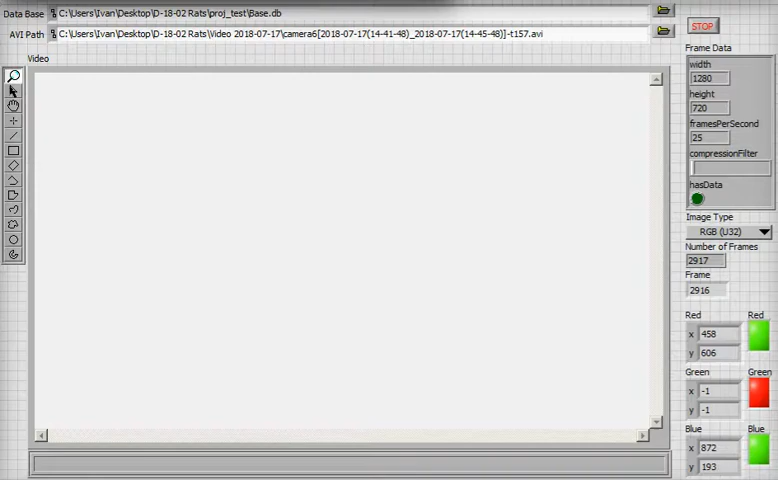 Data Base C:\Users\Ivan\Desktop\D-18-02 Rats\proj_test\Base.db
AVI Path C:\Users\Ivan\Desktop\D-18-02 Rats\Video 2018-07-17\camera6[2018-07-17(14-41-48)_2018-07-17(14-45-48)]-t157.avi
STOP
Video
Frame Data
width
1280
height
720
framesPerSecond
25
compressionFilter
hasData
Image Type
RGB (U32)
Number of Frames
2917
Frame
2916
Red Red
x 458
y 606
Green Green
x -1
y -1
Blue Blue
x 872
y 193